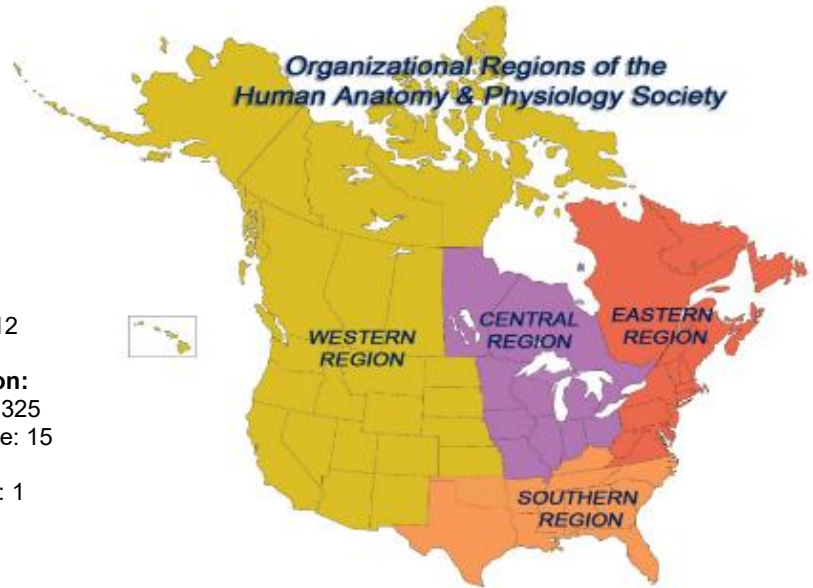 Organizational Regions of the
Human Anatomy & Physiology Society
12
on:
325
e: 15
: 1
WESTERN
REGION
CENTRAL
REGION
EASTERN
REGION
SOUTHERN
REGION